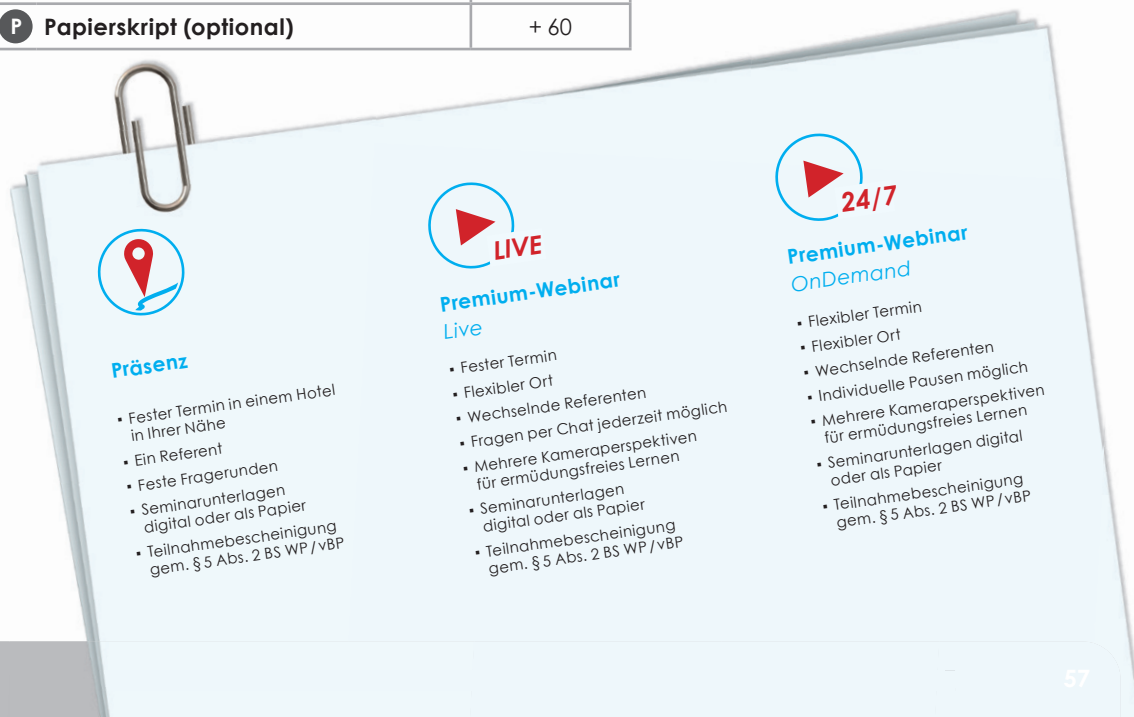 P Papierskript (optional) + 60
Präsenz
▪ Fester Termin in einem Hotel
in Ihrer Nähe
▪ Ein Referent
▪ Feste Fragerunden
▪ Seminarunterlagen
digital oder als Papier
▪ Teilnahmebescheinigung
gem. § 5 Abs. 2 BS WP / vBP
LIVE
Premium-Webinar
Live
▪ Fester Termin
▪ Flexibler Ort
▪ Wechselnde Referenten
▪ Fragen per Chat jederzeit möglich
▪ Mehrere Kameraperspektiven
für ermüdungsfreies Lernen
▪ Seminarunterlagen
digital oder als Papier
▪ Teilnahmebescheinigung
gem. § 5 Abs. 2 BS WP / vBP
24/7
Premium-Webinar
OnDemand
▪ Flexibler Termin
▪ Flexibler Ort
▪ Wechselnde Referenten
▪ Individuelle Pausen möglich
▪ Mehrere Kameraperspektiven
für ermüdungsfreies Lernen
▪ Seminarunterlagen digital
oder als Papier
▪ Teilnahmebescheinigung
gem. § 5 Abs. 2 BS WP / vBP
57